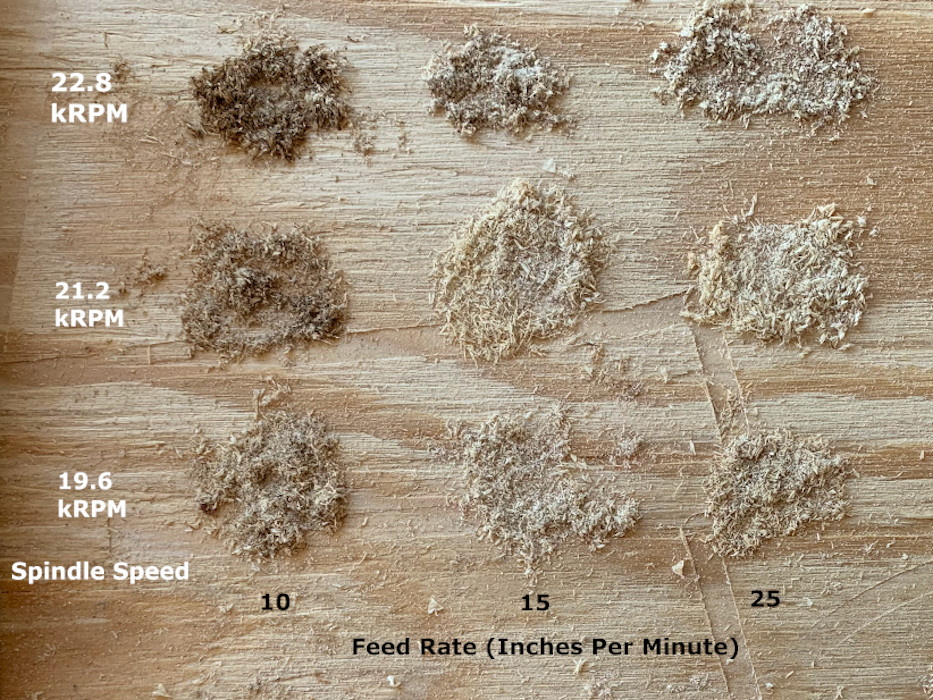 22.8
kRPM
21.2
kRPM
19.6
kRPM
Spindle Speed
10
15
25
Feed Rate (Inches Per Minute)